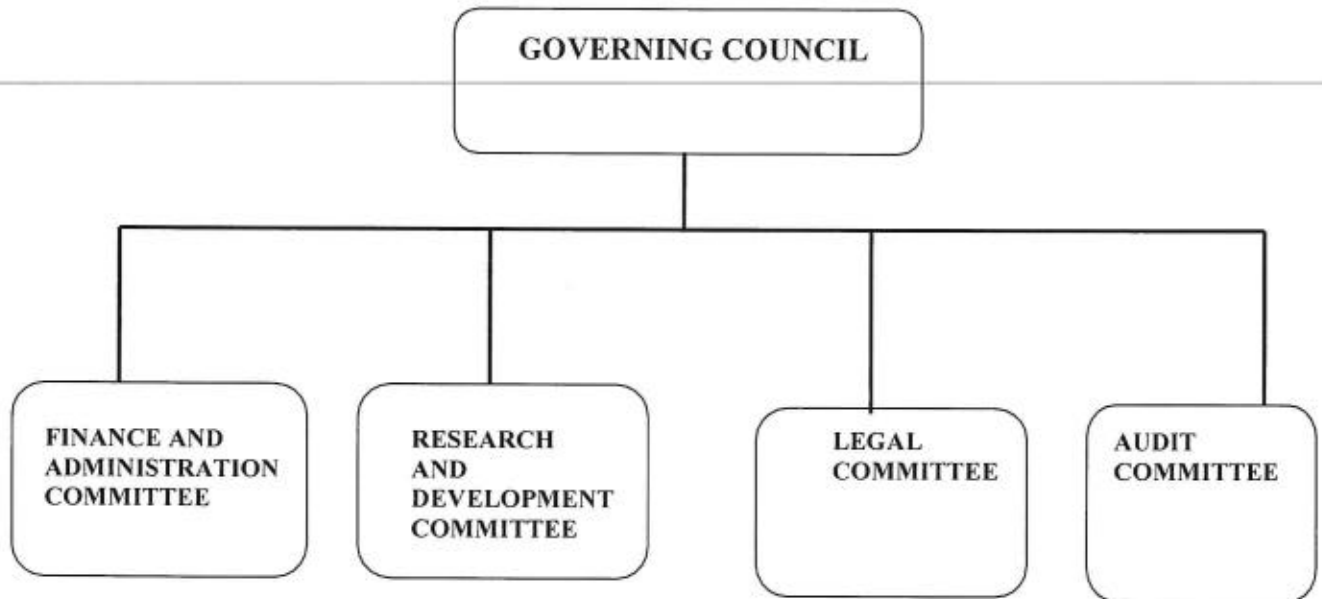 GOVERNING COUNCIL
FINANCE AND
ADMINISTRATION
COMMITTEE
RESEARCH
AND
DEVELOPMENT
COMMITTEE
LEGAL
COMMITTEE
AUDIT
COMMITTEE